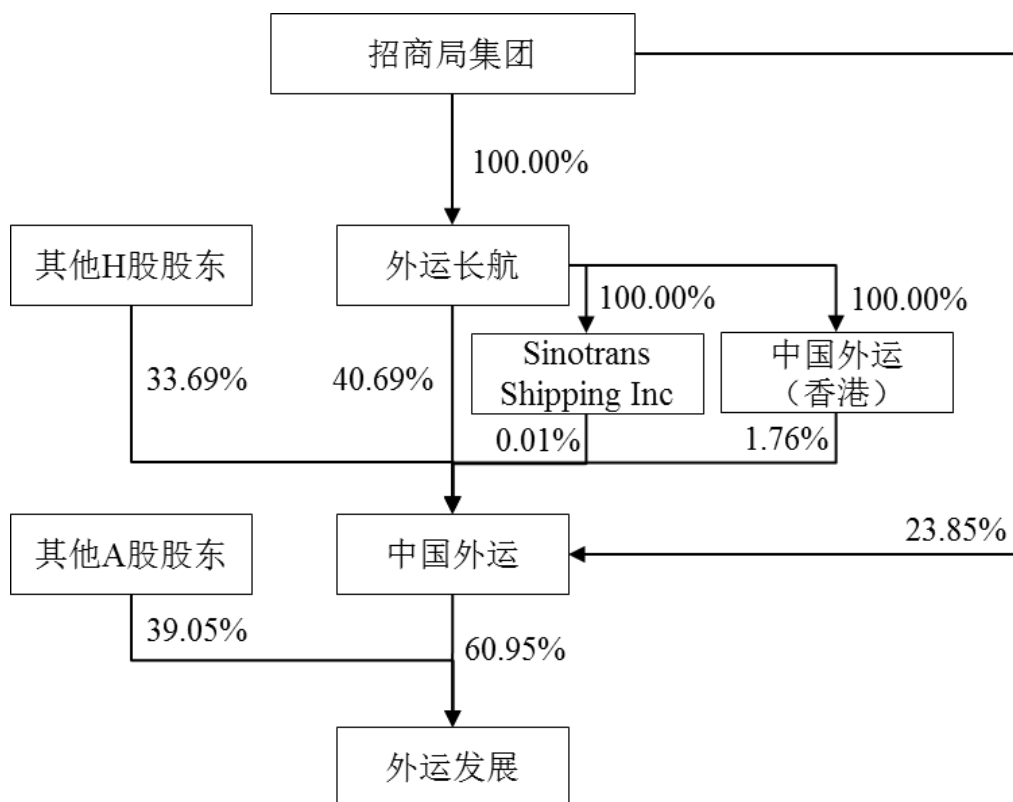 招商局集团
100.00%
其他H股股东
外运长航
100.00%
100.00%
33.69%
40.69%
Sinotrans
Shipping Inc
中国外运
（香港）
0.01%
1.76%
其他A股股东
中国外运
23.85%
39.05%
60.95%
外运发展